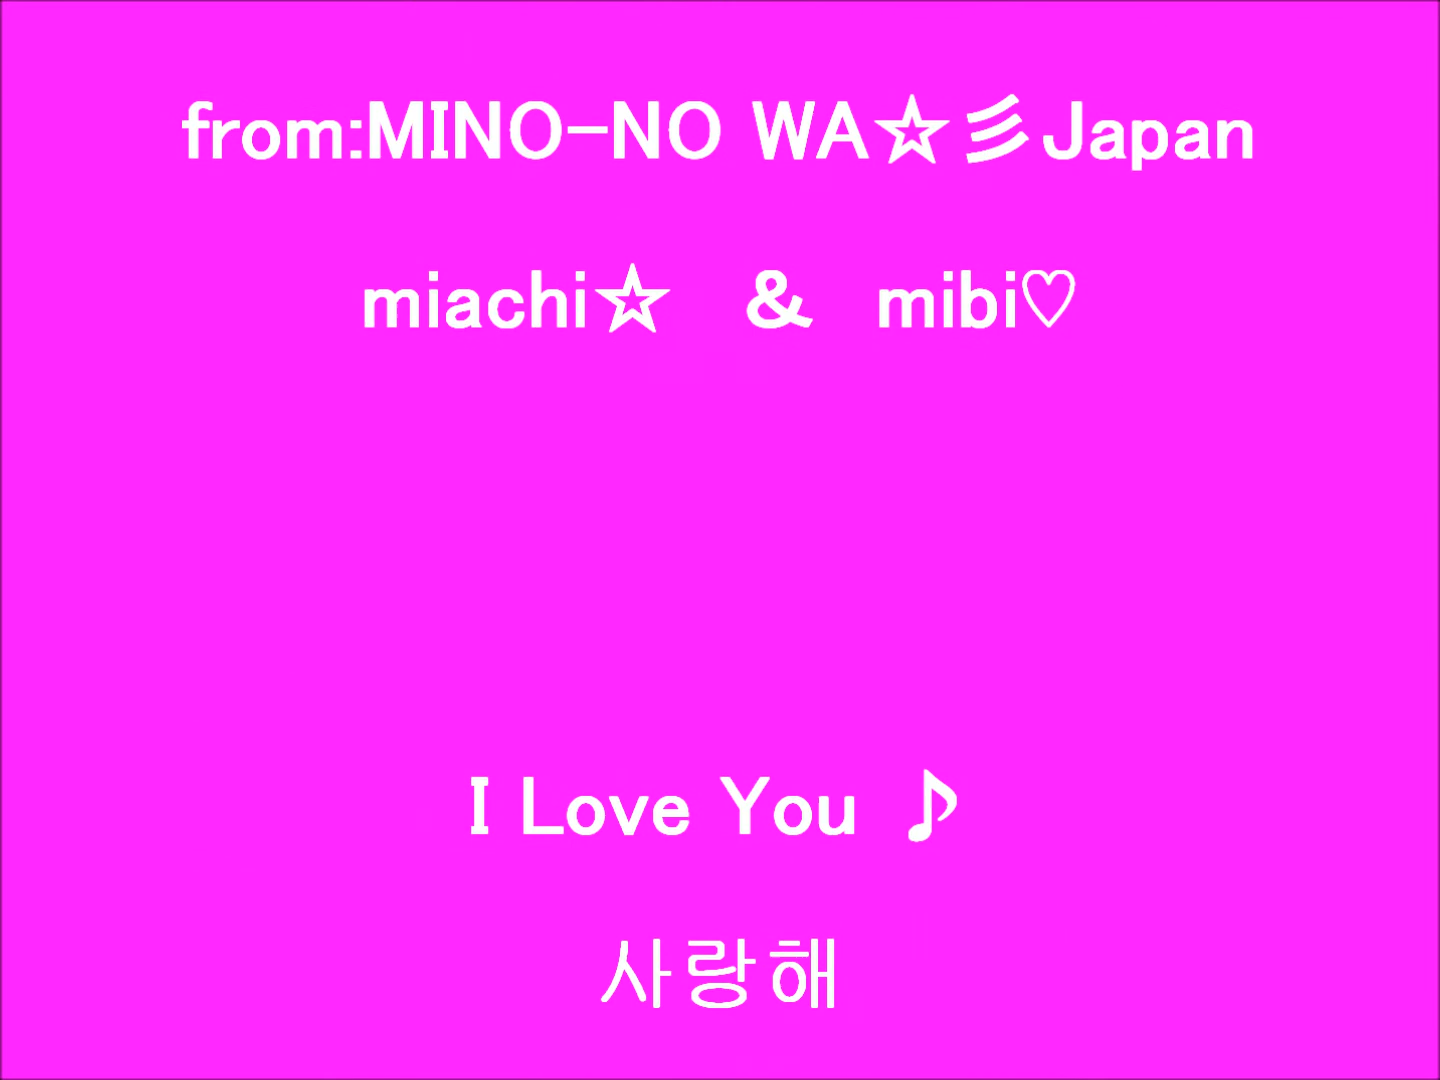 from:MINO-NO WA☆彡Japan
miachi☆　&　mibi♡
I Love You ♪
사랑해